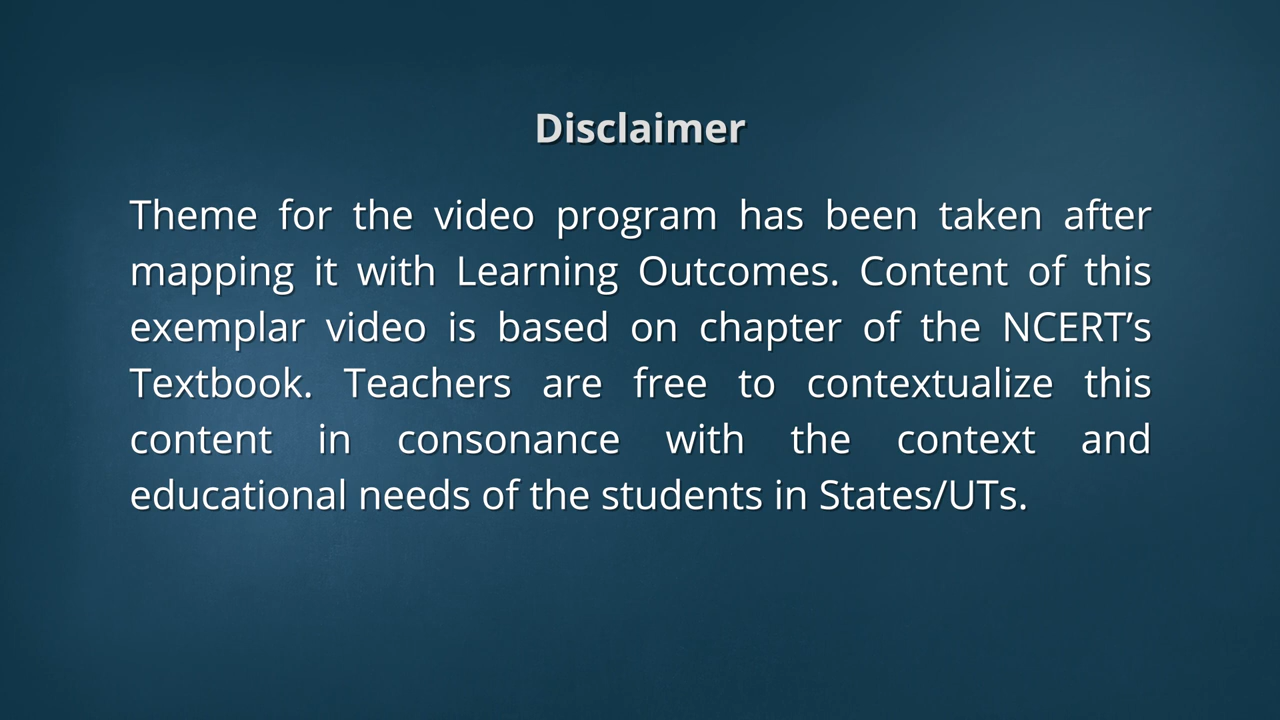 Disclaimer
Theme for the video program has been taken after
mapping it with Learning Outcomes. Content of this
exemplar video is based on chapter of the NCERT’s
Textbook. Teachers are free to contextualize this
content in consonance with the context and
educational needs of the students in States/UTs.